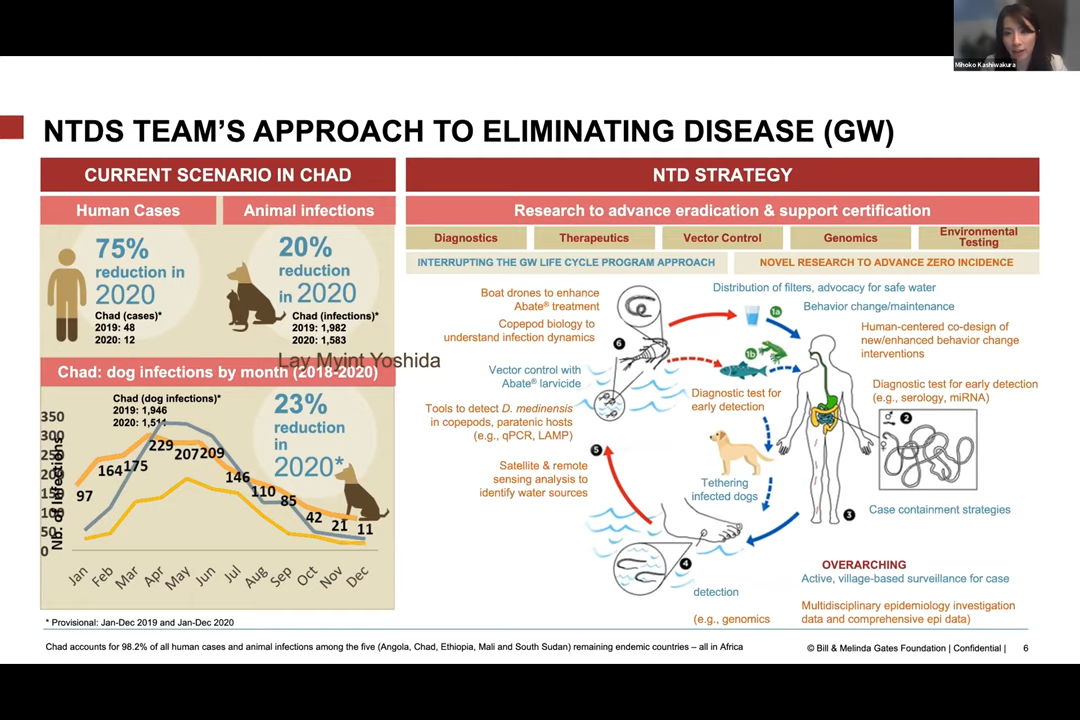 Mihoko Kashiwakura
NTDS TEAM'S APPROACH TO ELIMINATING DISEASE (GW)
CURRENT SCENARIO IN CHAD
Human Cases
Animal infections
75%
reduction in
2020
Chad (cases)*
2019: 48
2020: 12
20%
reduction
in 2020
Chad (infections)*
2019: 1,982
2020: 1,583
Lay Myint Yoshida
Chad: dog infections by month (2018-2020)
Chad (dog infections)*
2019: 1,946
2020: 1,511
23%
reduction
in
2020*
Nb. of Infections
350
300
250
200
150
100
50
0
97
164
175
229
207
209
146
110
85
42
21
11
Jan
Feb
Mar
Apr
May
Jun
Jul
Aug
Sep
Oct
Nov
Dec
* Provisional: Jan-Dec 2019 and Jan-Dec 2020
NTD STRATEGY
Research to advance eradication & support certification
Diagnostics
Therapeutics
Vector Control
Genomics
Environmental
Testing
INTERRUPTING THE GW LIFE CYCLE PROGRAM APPROACH
NOVEL RESEARCH TO ADVANCE ZERO INCIDENCE
Boat drones to enhance
Abate® treatment
Copepod biology to
understand infection dynamics
Vector control with
Abate® larvicide
Tools to detect D. medinensis
in copepods, paratenic hosts
(e.g., qPCR, LAMP)
Satellite & remote
sensing analysis to
identify water sources
Distribution of filters, advocacy for safe water
Behavior change/maintenance
Human-centered co-design of
new/enhanced behavior change
interventions
Diagnostic test for early detection
(e.g., serology, miRNA)
Diagnostic test for
early detection
Tethering
infected dogs
Case containment strategies
1a
1b
2
3
4
5
6
OVERARCHING
Active, village-based surveillance for case
detection
Multidisciplinary epidemiology investigation
(e.g., genomics
data and comprehensive epi data)
Chad accounts for 98.2% of all human cases and animal infections among the five (Angola, Chad, Ethiopia, Mali and South Sudan) remaining endemic countries – all in Africa
© Bill & Melinda Gates Foundation | Confidential |
6